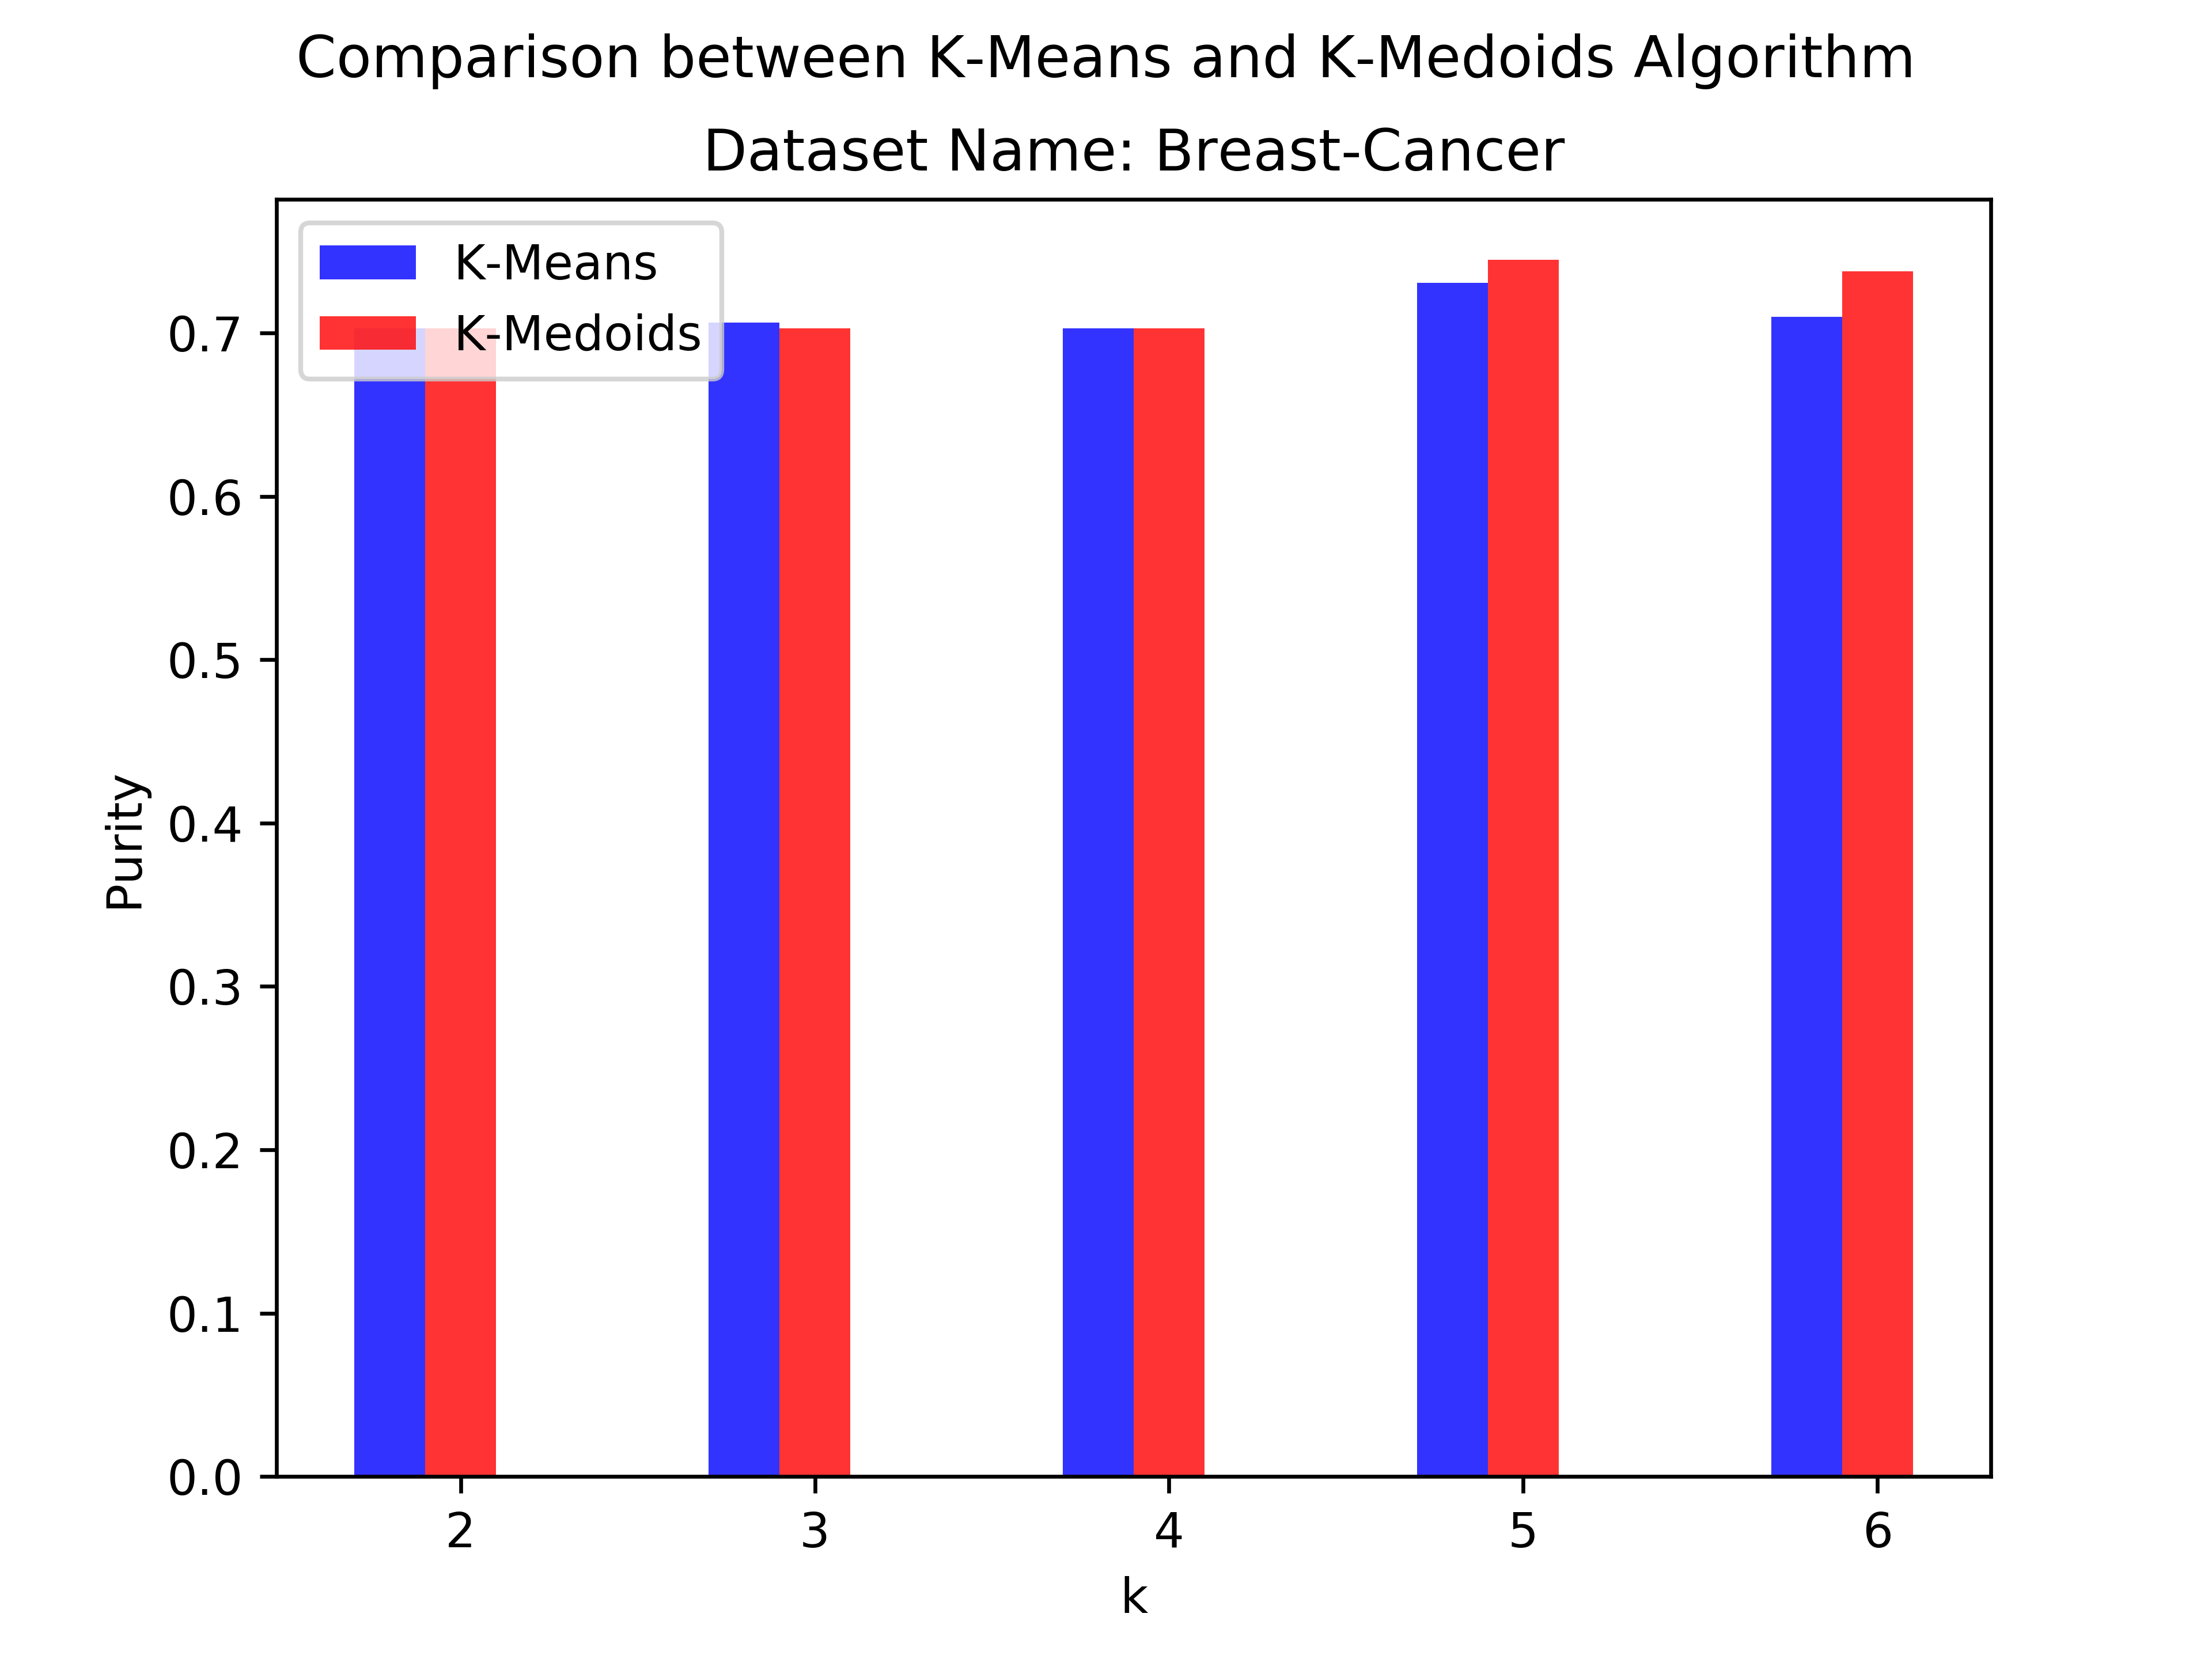 Comparison between K-Means and K-Medoids Algorithm
Dataset Name: Breast-Cancer
K-Means
K-Medoids
0.7
0.6
0.5
0.4
0.3
0.2
0.1
0.0
Purity
2 3 4 5 6
k